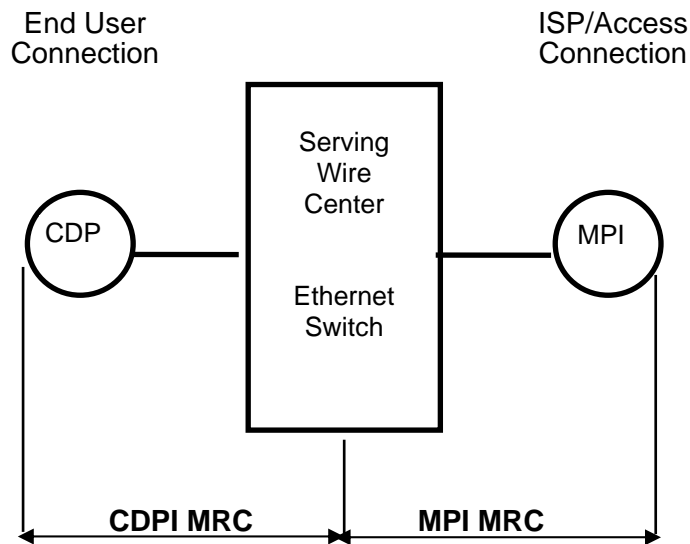 End User
Connection
ISP/Access
Connection
Serving
Wire
Center
CDP
MPI
Ethernet
Switch
CDPI MRC
MPI MRC